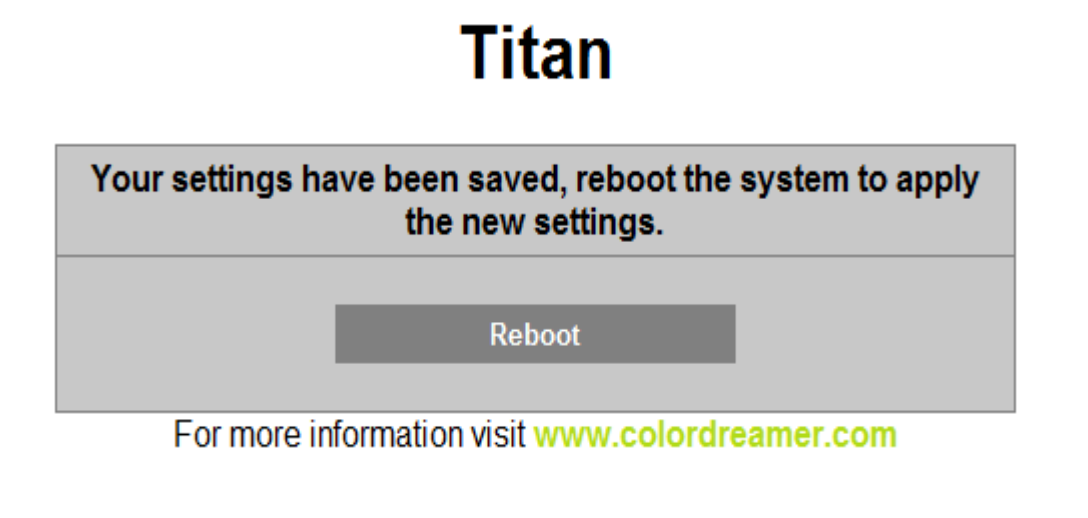 Titan
Your settings have been saved, reboot the system to apply
the new settings.
Reboot
For more information visit www.colordreamer.com